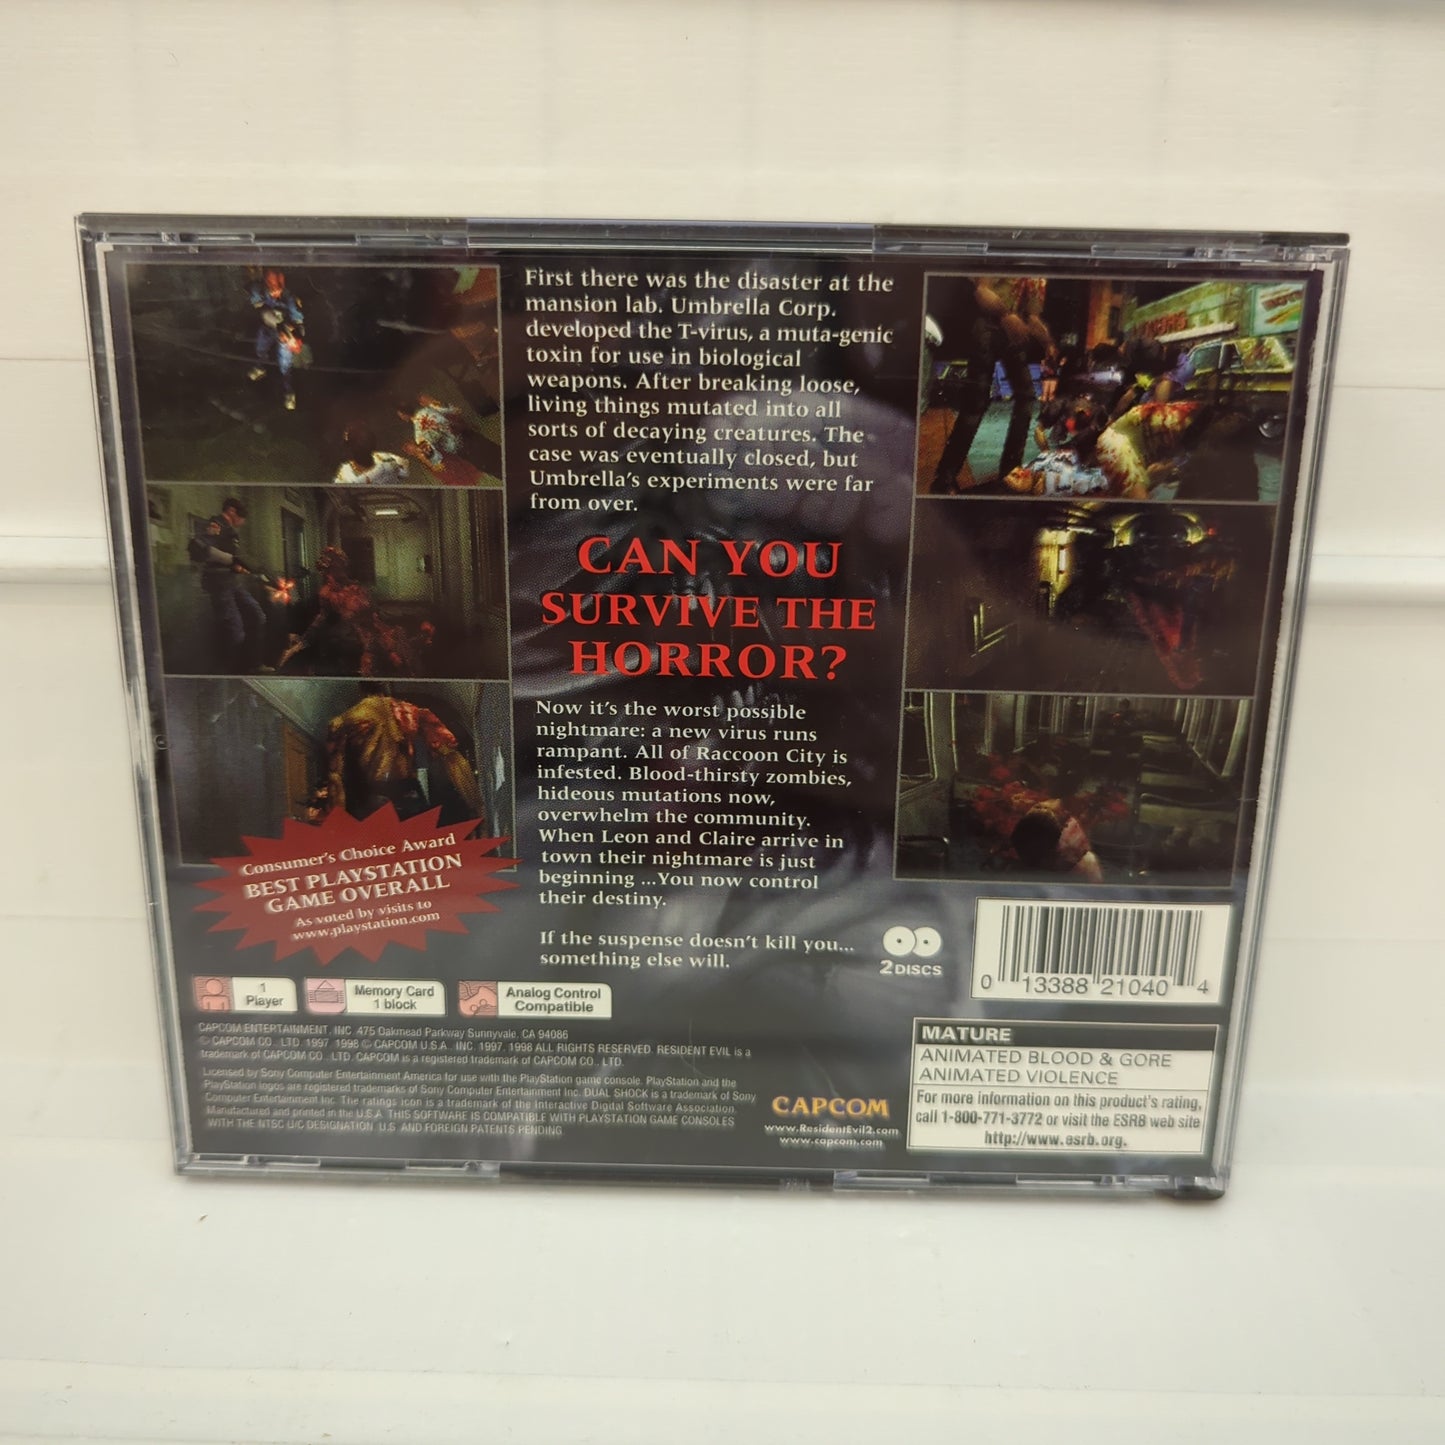 First there was the disaster at the
mansion lab. Umbrella Corp.
developed the T-virus, a muta-genic
toxin for use in biological
weapons. After breaking loose,
living things mutated into all
sorts of decaying creatures. The
case was eventually closed, but
Umbrella's experiments were far
from over.
CAN YOU
SURVIVE THE
HORROR?
Now it's the worst possible
nightmare: a new virus runs
rampant. All of Raccoon City is
infested. Blood-thirsty zombies,
hideous mutations now,
overwhelm the community.
When Leon and Claire arrive in
town their nightmare is just
beginning ...You now control
their destiny.
If the suspense doesn't kill you...
something else will.
Consumer's Choice Award
BEST PLAYSTATION
GAME OVERALL
As voted by visits to
www.playstation.com
2 DISCS
0 13388 21040 4
1
Player
Memory Card
1 block
Analog Control
Compatible
CAPCOM ENTERTAINMENT, INC. 475 Oakmead Parkway Sunnyvale, CA 94086
© CAPCOM CO., LTD. 1997, 1998 © CAPCOM U.S.A., INC. 1997, 1998 ALL RIGHTS RESERVED. RESIDENT EVIL is a
trademark of CAPCOM CO., LTD. CAPCOM is a registered trademark of CAPCOM CO., LTD.
Licensed by Sony Computer Entertainment America for use with the PlayStation game console. PlayStation and the
PlayStation logos are registered trademarks of Sony Computer Entertainment Inc. DUAL SHOCK is a trademark of Sony
Computer Entertainment Inc. The ratings icon is a trademark of the Interactive Digital Software Association.
Manufactured and printed in the U.S.A. THIS SOFTWARE IS COMPATIBLE WITH PLAYSTATION GAME CONSOLES
WITH THE NTSC U/C DESIGNATION. U.S. AND FOREIGN PATENTS PENDING.
CAPCOM
www.ResidentEvil2.com
www.capcom.com
MATURE
ANIMATED BLOOD & GORE
ANIMATED VIOLENCE
For more information on this product's rating,
call 1-800-771-3772 or visit the ESRB web site
http://www.esrb.org.